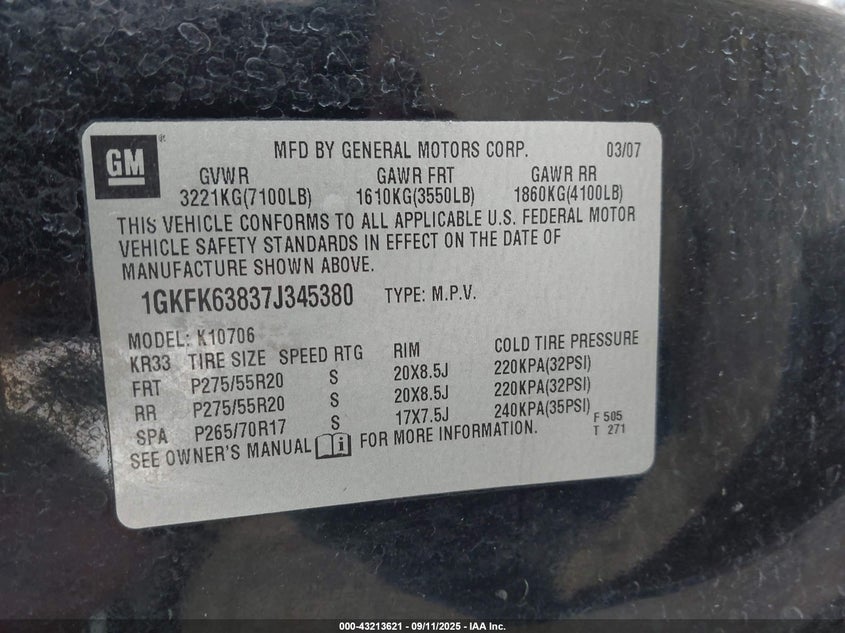 GM ®
MFD BY GENERAL MOTORS CORP. 03/07
GVWR GAWR FRT GAWR RR
3221KG(7100LB) 1610KG(3550LB) 1860KG(4100LB)
THIS VEHICLE CONFORMS TO ALL APPLICABLE U.S. FEDERAL MOTOR
VEHICLE SAFETY STANDARDS IN EFFECT ON THE DATE OF
MANUFACTURE SHOWN ABOVE.
1GKFK63837J345380 TYPE: M.P.V.
MODEL: K10706
KR33 TIRE SIZE SPEED RTG RIM COLD TIRE PRESSURE
FRT P275/55R20 S 20X8.5J 220KPA(32PSI)
RR P275/55R20 S 20X8.5J 220KPA(32PSI)
SPA P265/70R17 S 17X7.5J 240KPA(35PSI) F 505
SEE OWNER'S MANUAL i FOR MORE INFORMATION. T 271
000-43213621 - 09/11/2025 - IAA Inc.